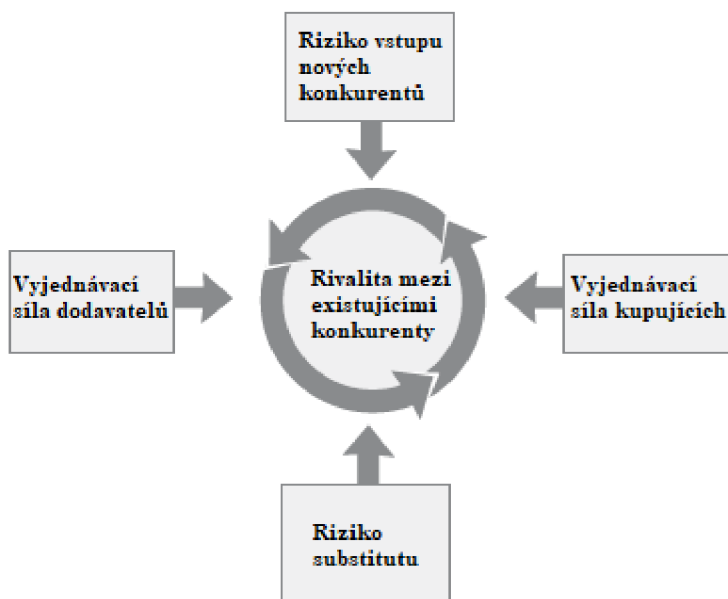 Riziko vstupu
nových
konkurentů
Vyjednávací
síla dodavatelů
Rivalita mezi
existujícími
konkurenty
Vyjednávací
síla kupujících
Riziko
substitutu